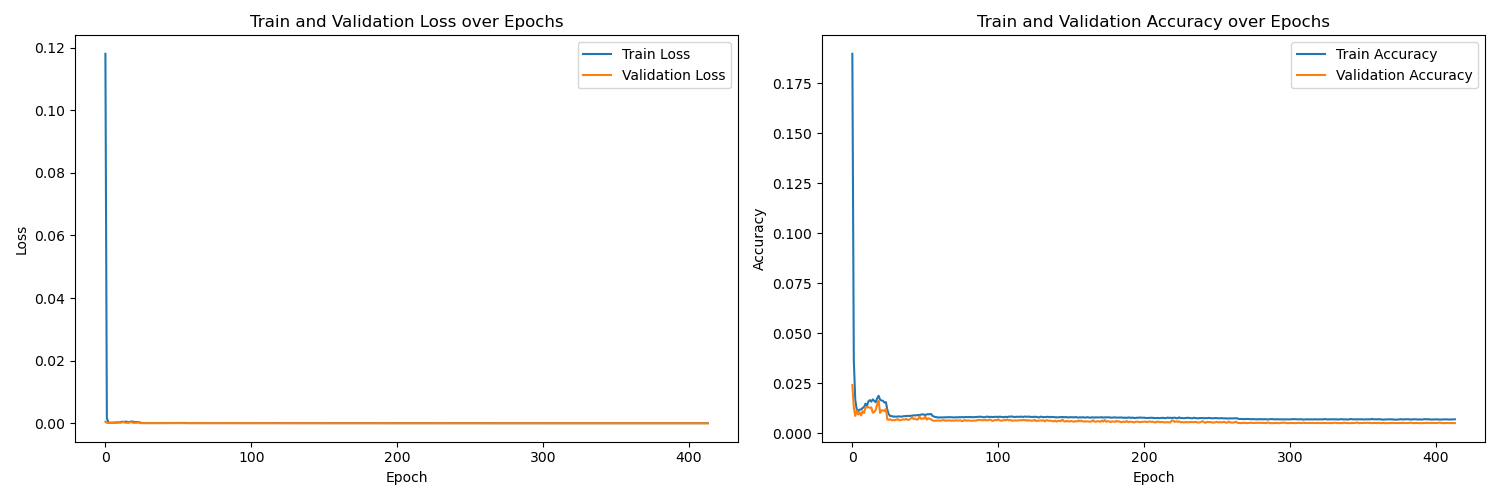 Train and Validation Loss over Epochs
0.12
0.10
0.08
0.06
0.04
0.02
0.00
Loss
0
100
200
300
400
Epoch
Train Loss
Validation Loss
Train and Validation Accuracy over Epochs
0.175
0.150
0.125
0.100
0.075
0.050
0.025
0.000
Accuracy
0
100
200
300
400
Epoch
Train Accuracy
Validation Accuracy